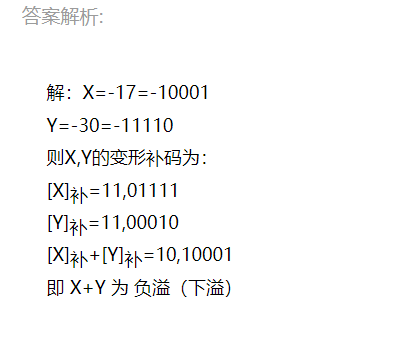 答案解析:
解：X=-17=-10001
Y=-30=-11110
则X,Y的变形补码为：
[X]补=11,01111
[Y]补=11,00010
[X]补+[Y]补=10,10001
即 X+Y 为 负溢（下溢）